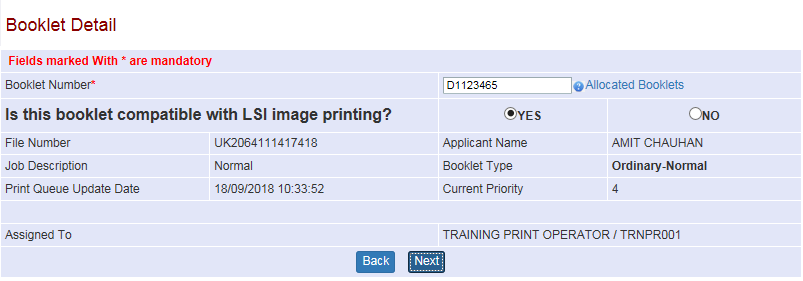 Booklet Detail
Fields marked With * are mandatory
Booklet Number* D1123465 ? Allocated Booklets
Is this booklet compatible with LSI image printing? YES NO
File Number UK2064111417418 Applicant Name AMIT CHAUHAN
Job Description Normal Booklet Type Ordinary-Normal
Print Queue Update Date 18/09/2018 10:33:52 Current Priority 4
Assigned To TRAINING PRINT OPERATOR / TRNPR001
Back Next